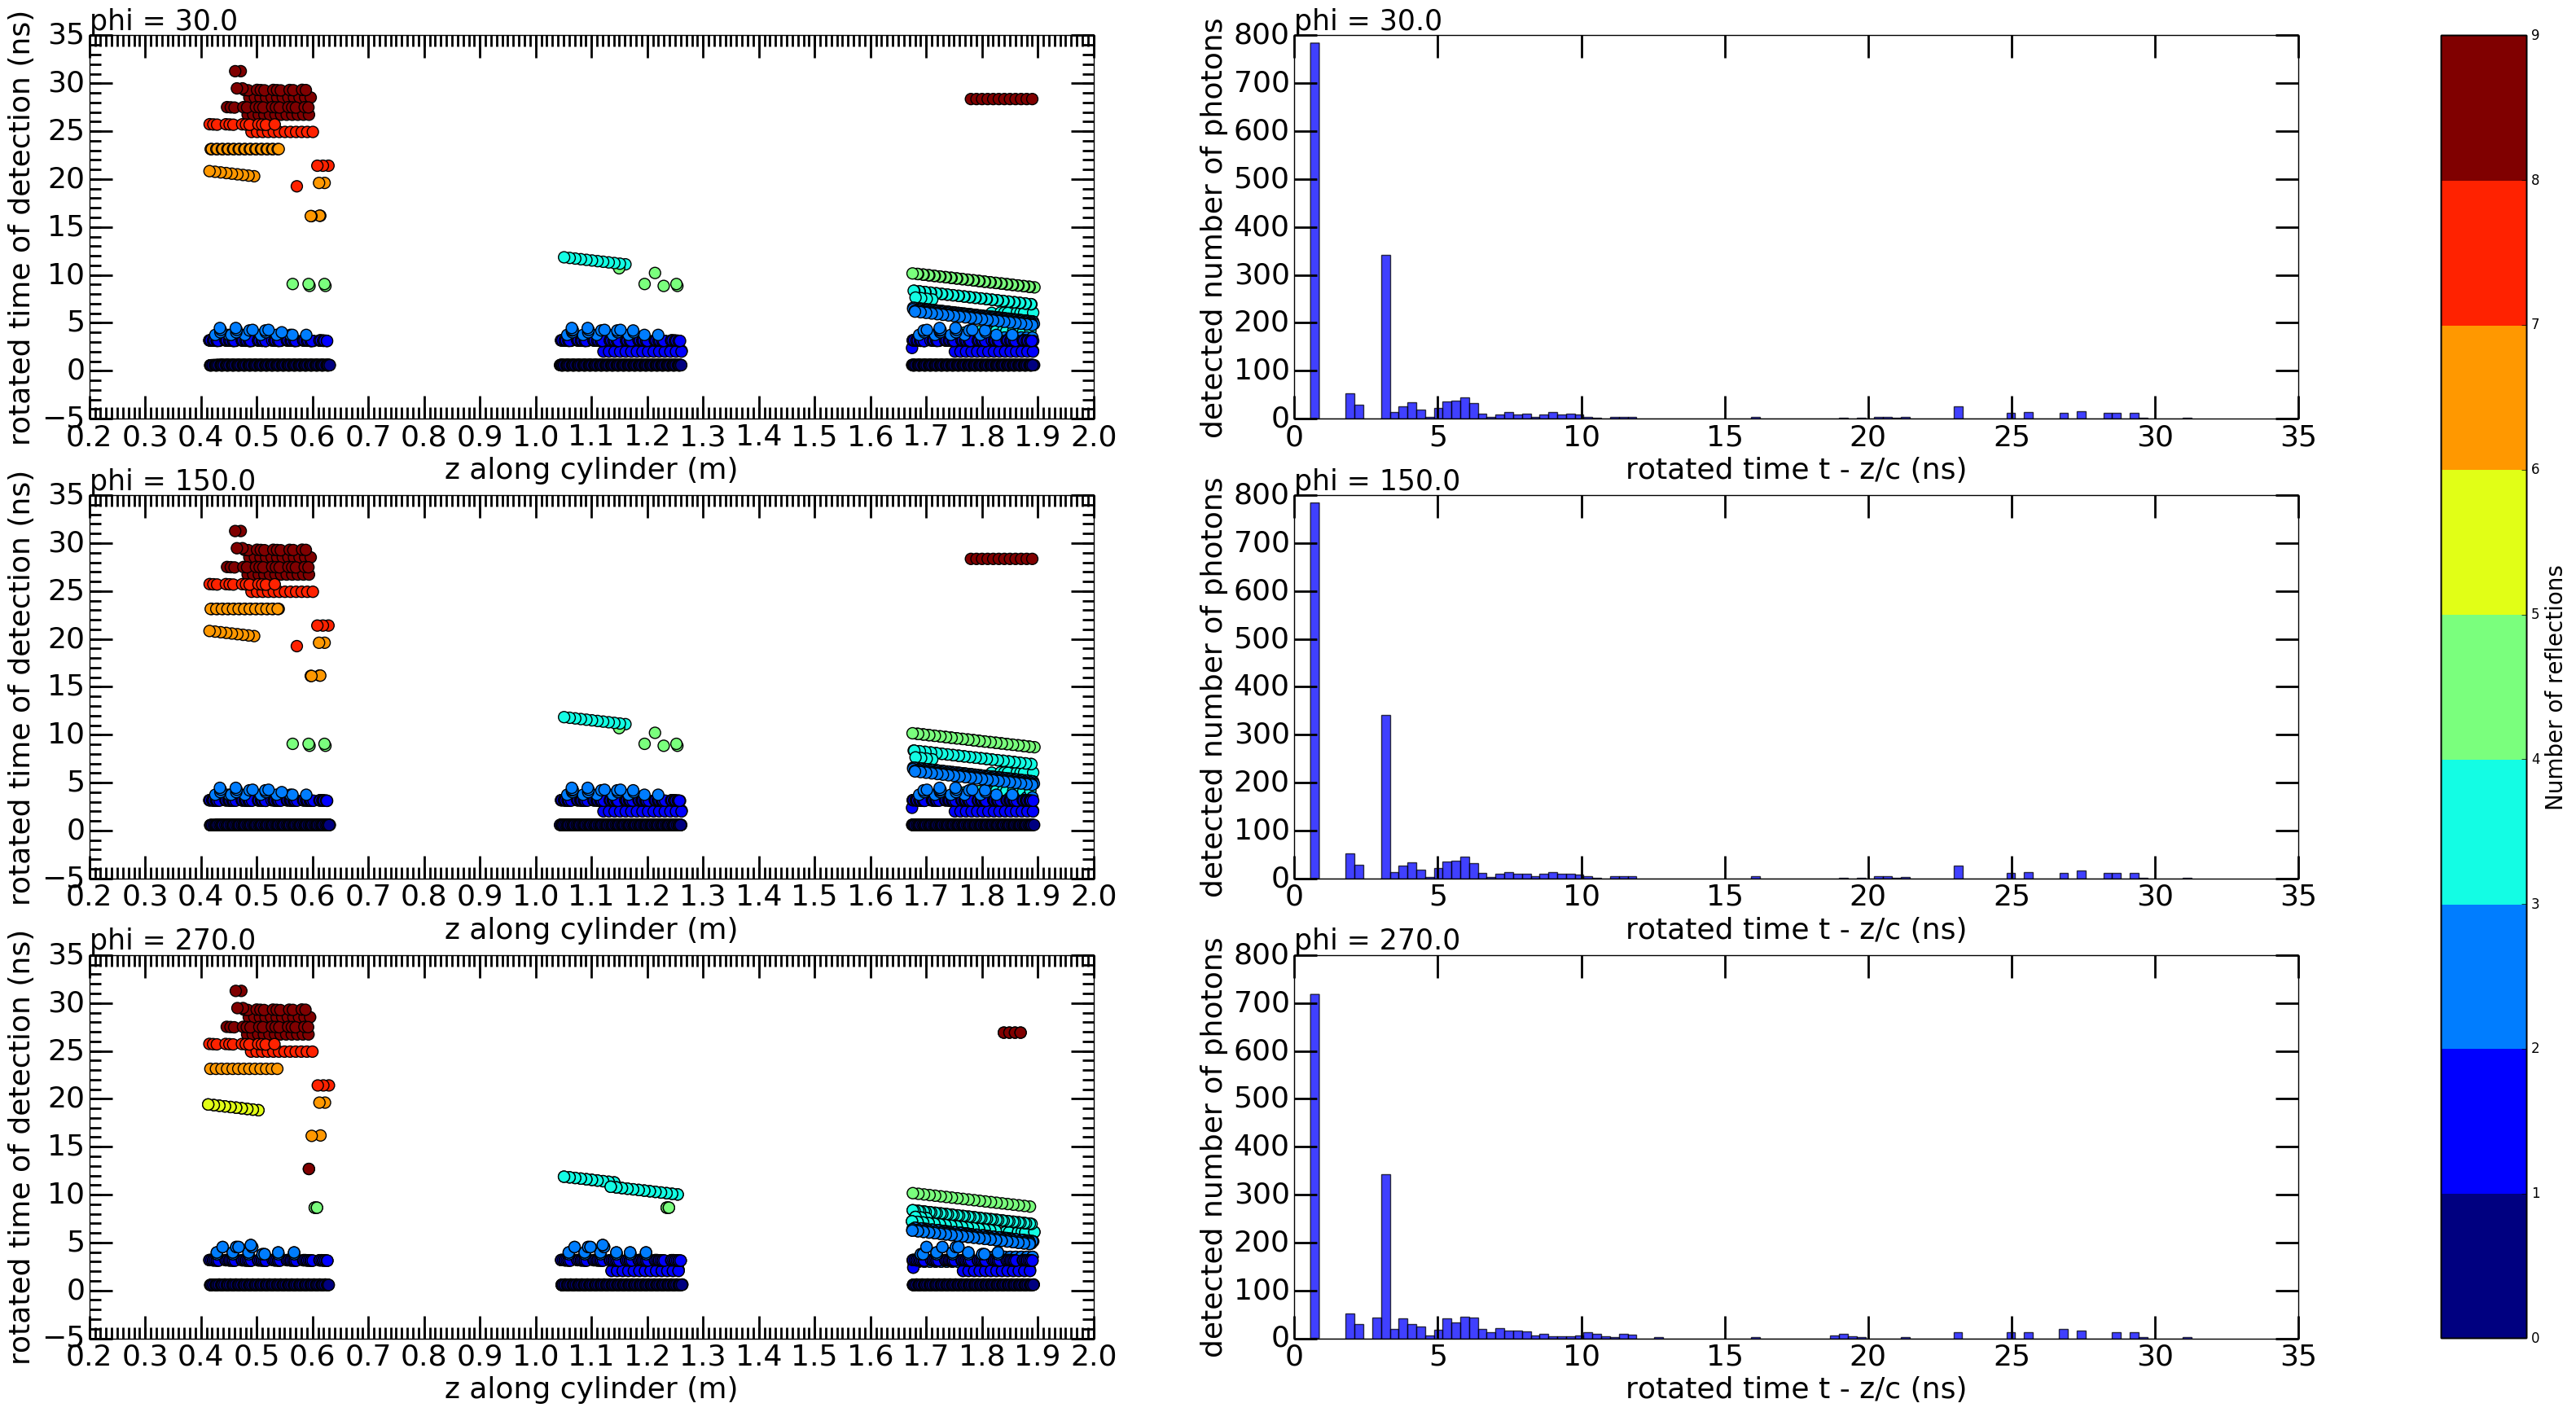 phi = 30.0
rotated time of detection (ns)
35
30
25
20
15
10
5
0
−5
0.2 0.3 0.4 0.5 0.6 0.7 0.8 0.9 1.0 1.1 1.2 1.3 1.4 1.5 1.6 1.7 1.8 1.9 2.0
z along cylinder (m)
phi = 30.0
detected number of photons
800
700
600
500
400
300
200
100
0
0 5 10 15 20 25 30 35
rotated time t - z/c (ns)
phi = 150.0
rotated time of detection (ns)
35
30
25
20
15
10
5
0
−5
0.2 0.3 0.4 0.5 0.6 0.7 0.8 0.9 1.0 1.1 1.2 1.3 1.4 1.5 1.6 1.7 1.8 1.9 2.0
z along cylinder (m)
phi = 150.0
detected number of photons
800
700
600
500
400
300
200
100
0
0 5 10 15 20 25 30 35
rotated time t - z/c (ns)
phi = 270.0
rotated time of detection (ns)
35
30
25
20
15
10
5
0
−5
0.2 0.3 0.4 0.5 0.6 0.7 0.8 0.9 1.0 1.1 1.2 1.3 1.4 1.5 1.6 1.7 1.8 1.9 2.0
z along cylinder (m)
phi = 270.0
detected number of photons
800
700
600
500
400
300
200
100
0
0 5 10 15 20 25 30 35
rotated time t - z/c (ns)
9
8
7
6
5
4
3
2
1
0
Number of reflections